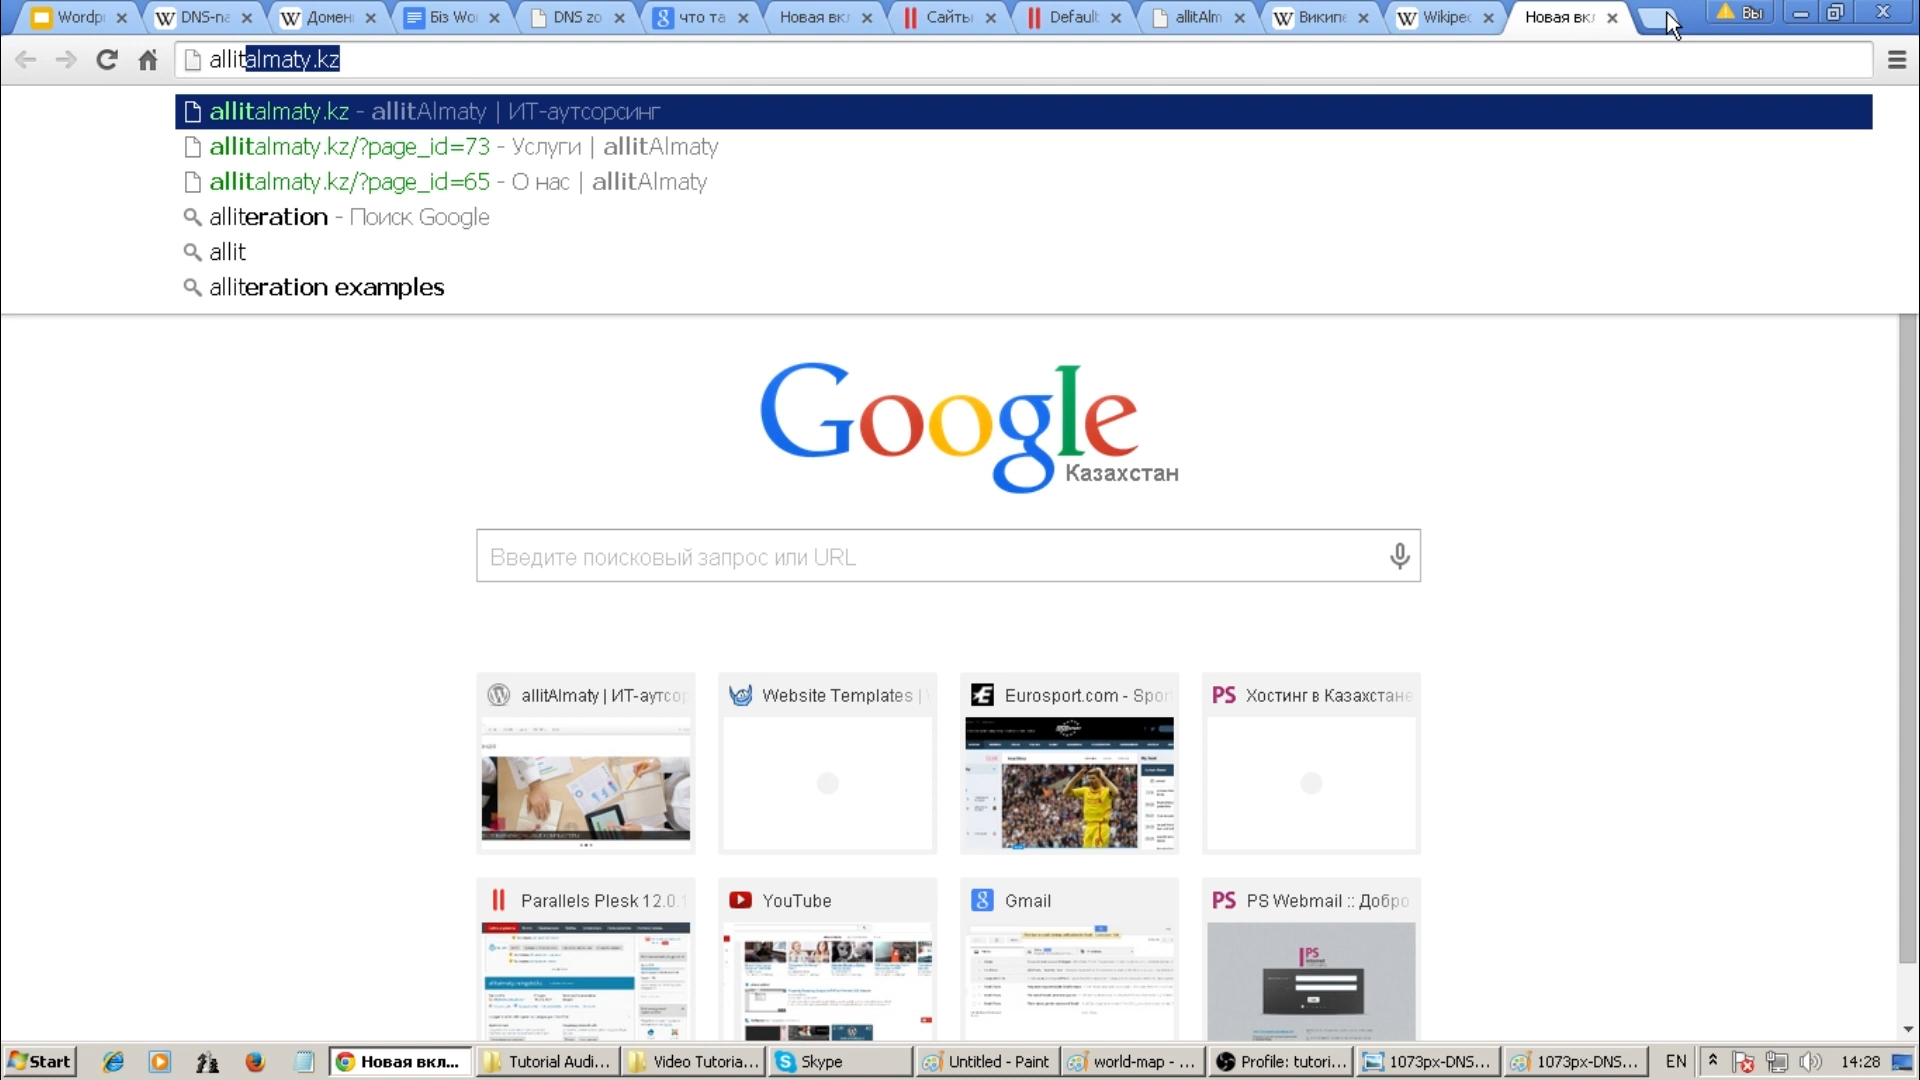 Wordp DNS-na Домен Біз Wo DNS zo что та Новая вк Сайты Default allitAlm Википе Wikipec Новая вк Вы
allitalmaty.kz
allitalmaty.kz - allitAlmaty | ИТ-аутсорсинг
allitalmaty.kz/?page_id=73 - Услуги | allitAlmaty
allitalmaty.kz/?page_id=65 - О нас | allitAlmaty
alliteration - Поиск Google
allit
alliteration examples
Google
Казахстан
Введите поисковый запрос или URL
allitAlmaty | ИТ-аутсор Website Templates | Eurosport.com - Spor PS Хостинг в Казахстане
Parallels Plesk 12.0. YouTube Gmail PS PS Webmail :: Добро
Start Новая вкл... Tutorial Audi... Video Tutoria... Skype Untitled - Paint world-map - ... Profile: tutori... 1073px-DNS... 1073px-DNS... EN 14:28